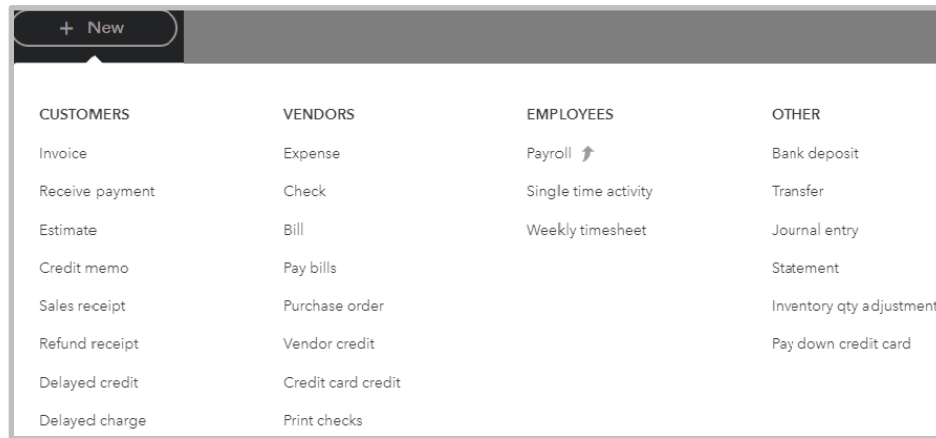 + New
CUSTOMERS
Invoice
Receive payment
Estimate
Credit memo
Sales receipt
Refund receipt
Delayed credit
Delayed charge
VENDORS
Expense
Check
Bill
Pay bills
Purchase order
Vendor credit
Credit card credit
Print checks
EMPLOYEES
Payroll
Single time activity
Weekly timesheet
OTHER
Bank deposit
Transfer
Journal entry
Statement
Inventory qty adjustment
Pay down credit card